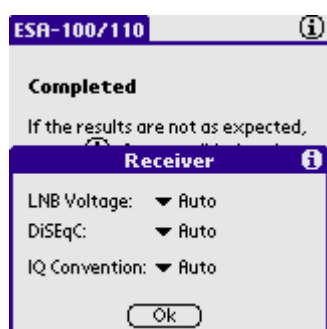 ESA-100/110
Completed
If the results are not as expected,
Receiver
LNB Voltage: Auto
DiSEqC: Auto
IQ Convention: Auto
Ok